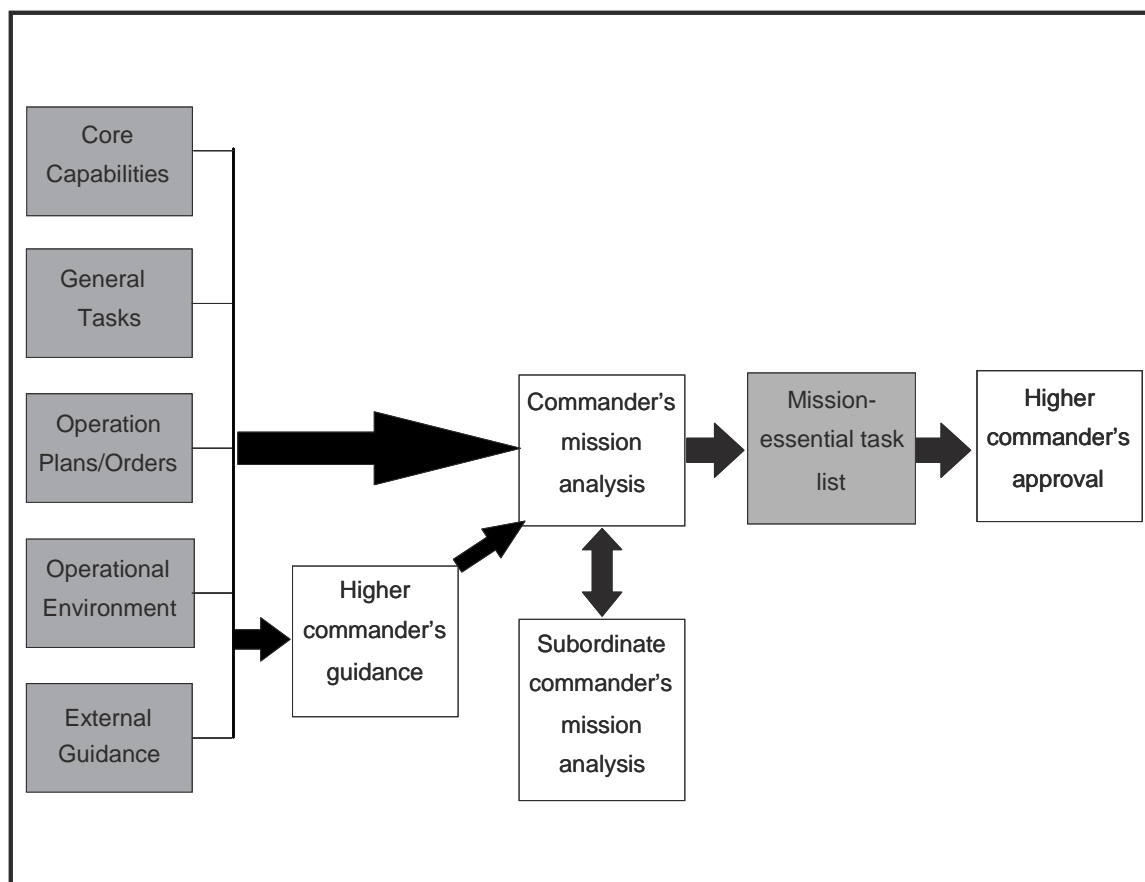 Core
Capabilities
General
Tasks
Operation
Plans/Orders
Operational
Environment
External
Guidance
Higher
commander’s
guidance
Commander’s
mission
analysis
Subordinate
commander’s
mission
analysis
Mission-
essential task
list
Higher
commander’s
approval